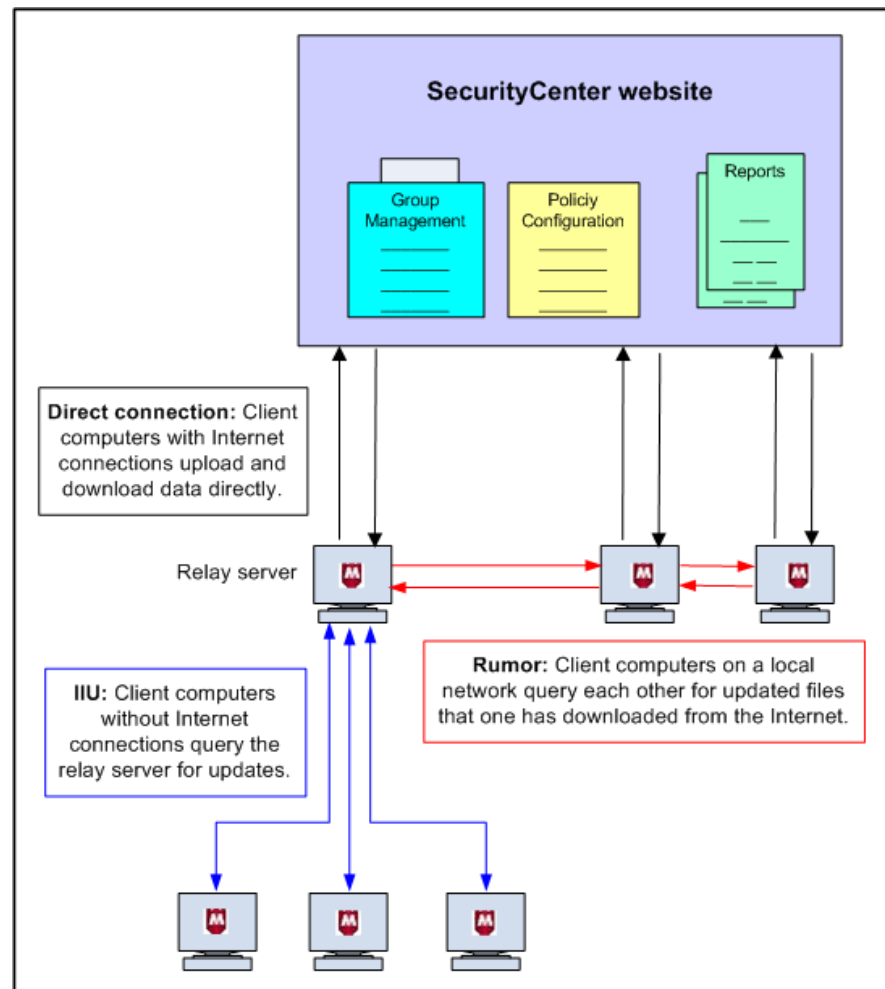 SecurityCenter website
Group
Management
Policiy
Configuration
Reports
Direct connection: Client
computers with Internet
connections upload and
download data directly.
Relay server
IIU: Client computers
without Internet
connections query the
relay server for updates.
Rumor: Client computers on a local
network query each other for updated files
that one has downloaded from the Internet.